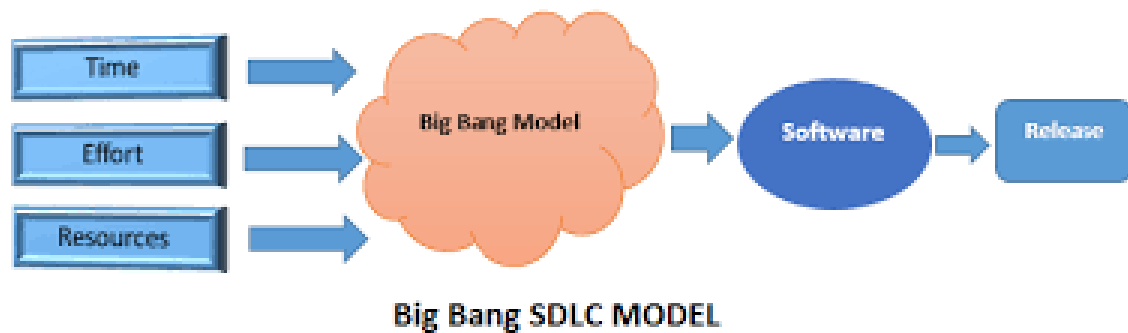 Time
Effort
Resources
Big Bang Model
Software
Release
Big Bang SDLC MODEL